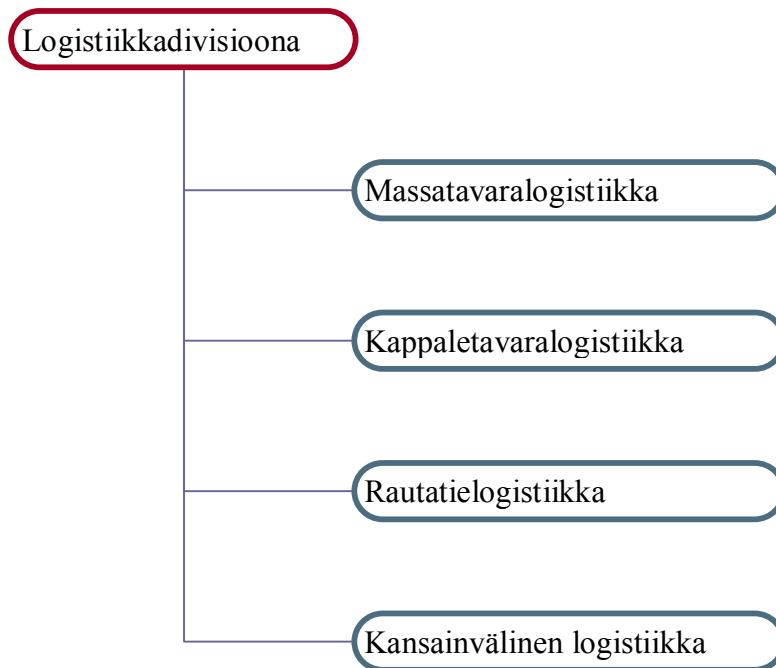 Logistiikkadivisioona
Massatavaralogistiikka
Kappaletavaralogistiikka
Rautatielogistiikka
Kansainvälinen logistiikka